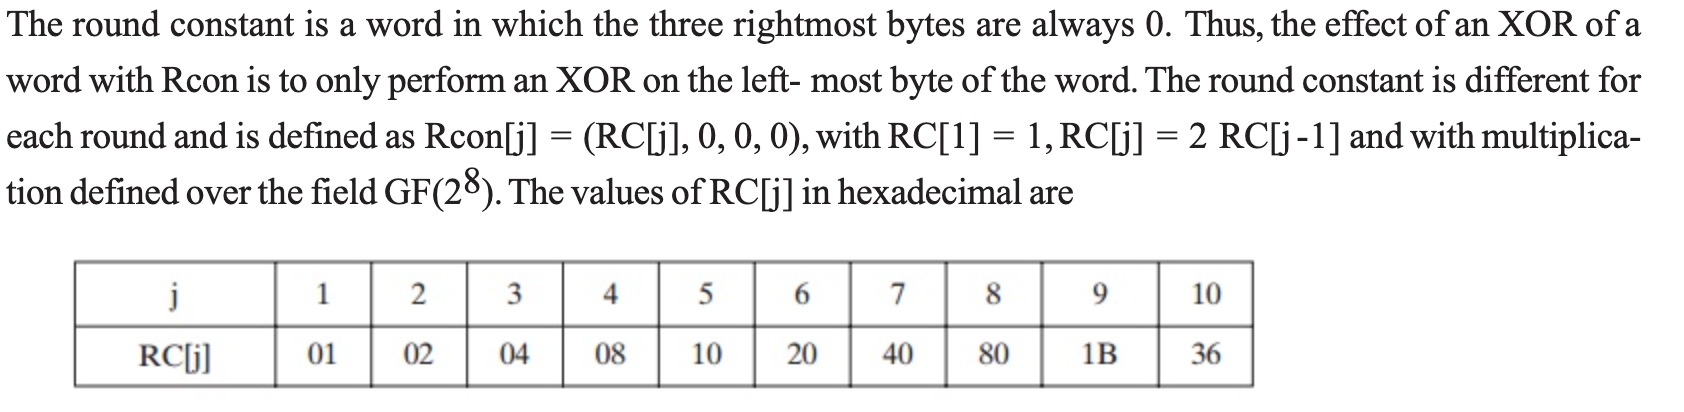 The round constant is a word in which the three rightmost bytes are always 0. Thus, the effect of an XOR of a
word with Rcon is to only perform an XOR on the left- most byte of the word. The round constant is different for
each round and is defined as Rcon[j] = (RC[j], 0, 0, 0), with RC[1] = 1, RC[j] = 2 RC[j-1] and with multiplica-
tion defined over the field GF(2⁸). The values of RC[j] in hexadecimal are
j 1 2 3 4 5 6 7 8 9 10
RC[j] 01 02 04 08 10 20 40 80 1B 36